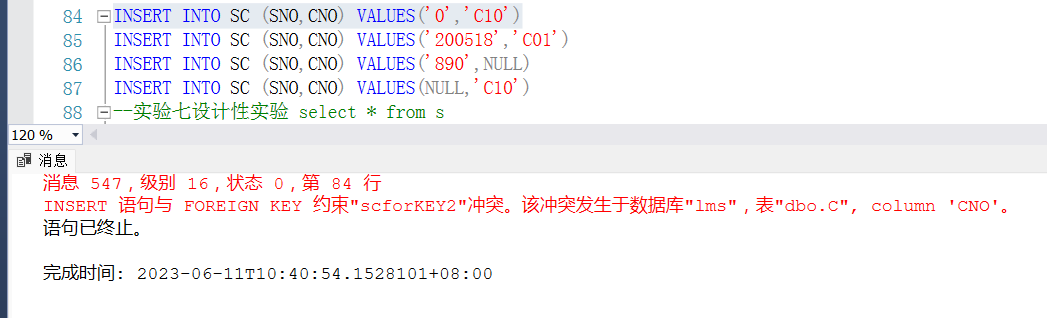 84 INSERT INTO SC (SNO,CNO) VALUES('0','C10')
85 INSERT INTO SC (SNO,CNO) VALUES('200518','C01')
86 INSERT INTO SC (SNO,CNO) VALUES('890',NULL)
87 INSERT INTO SC (SNO,CNO) VALUES(NULL,'C10')
88 --实验七设计性实验 select * from s
120 %
消息
消息 547，级别 16，状态 0，第 84 行
INSERT 语句与 FOREIGN KEY 约束"scforKEY2"冲突。该冲突发生于数据库"lms"，表"dbo.C", column 'CNO'。
语句已终止。
完成时间: 2023-06-11T10:40:54.1528101+08:00